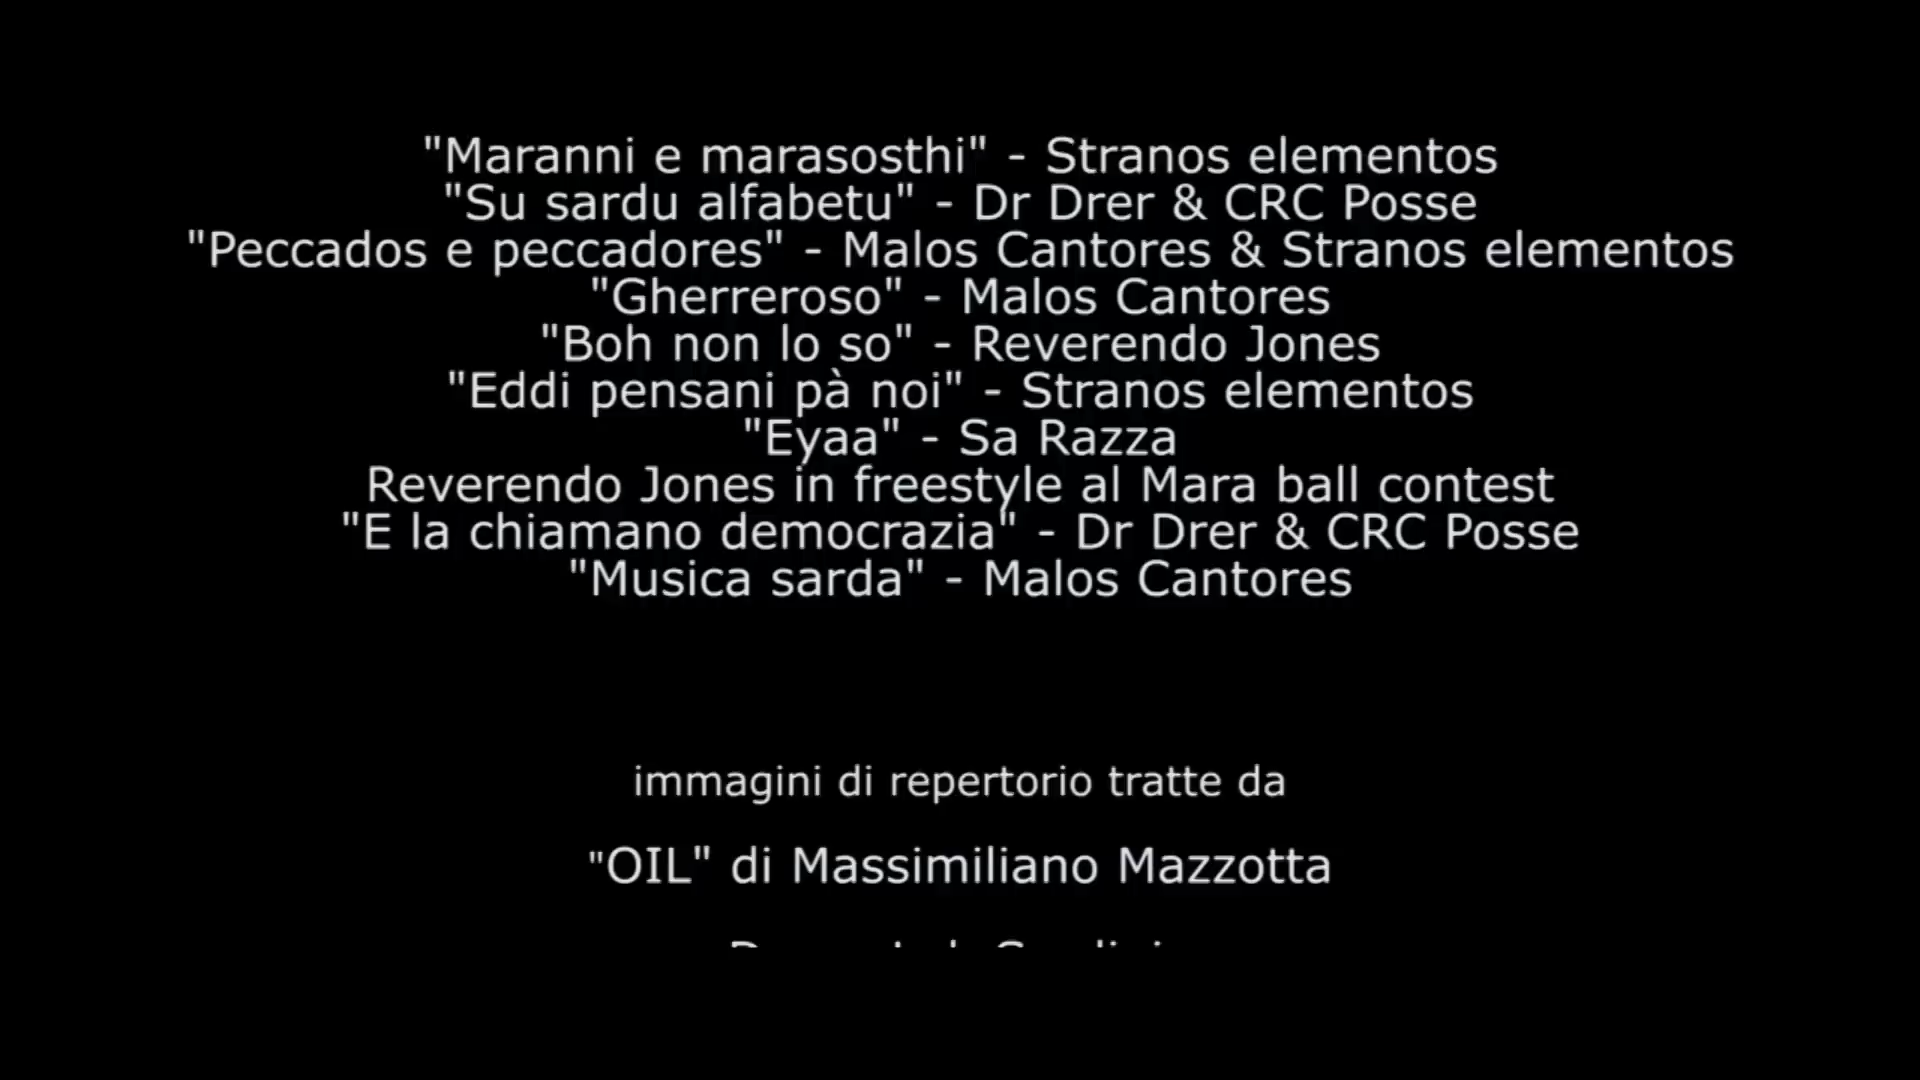 "Maranni e marasosthi" - Stranos elementos
"Su sardu alfabetu" - Dr Drer & CRC Posse
"Peccados e peccadores" - Malos Cantores & Stranos elementos
"Gherreroso" - Malos Cantores
"Boh non lo so" - Reverendo Jones
"Eddi pensani pà noi" - Stranos elementos
"Eyaa" - Sa Razza
Reverendo Jones in freestyle al Mara ball contest
"E la chiamano democrazia" - Dr Drer & CRC Posse
"Musica sarda" - Malos Cantores
immagini di repertorio tratte da
"OIL" di Massimiliano Mazzotta